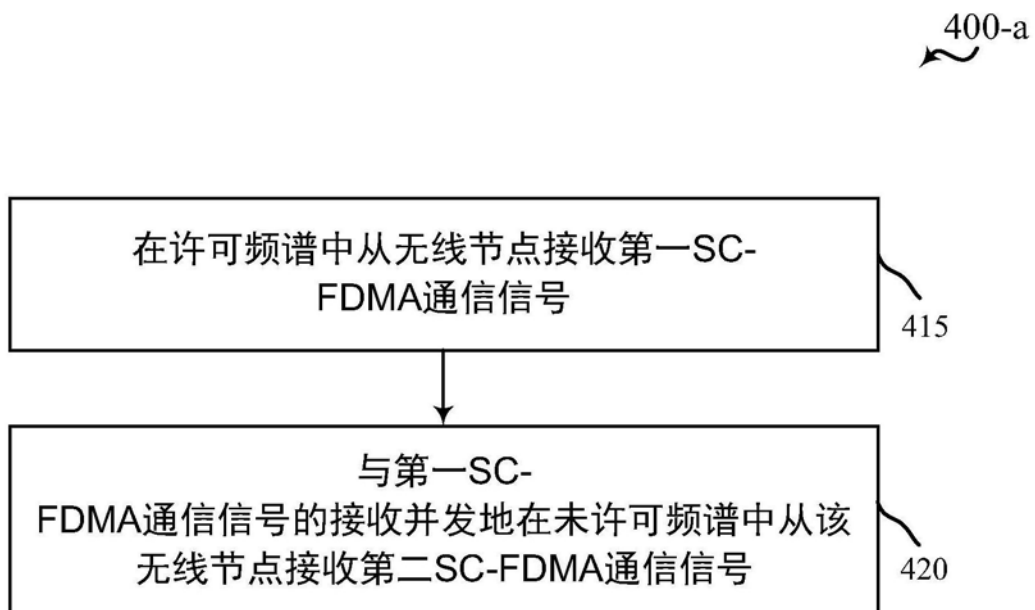 400-a
在许可频谱中从无线节点接收第一SC-
FDMA通信信号
415
与第一SC-
FDMA通信信号的接收并发地在未许可频谱中从该
无线节点接收第二SC-FDMA通信信号
420